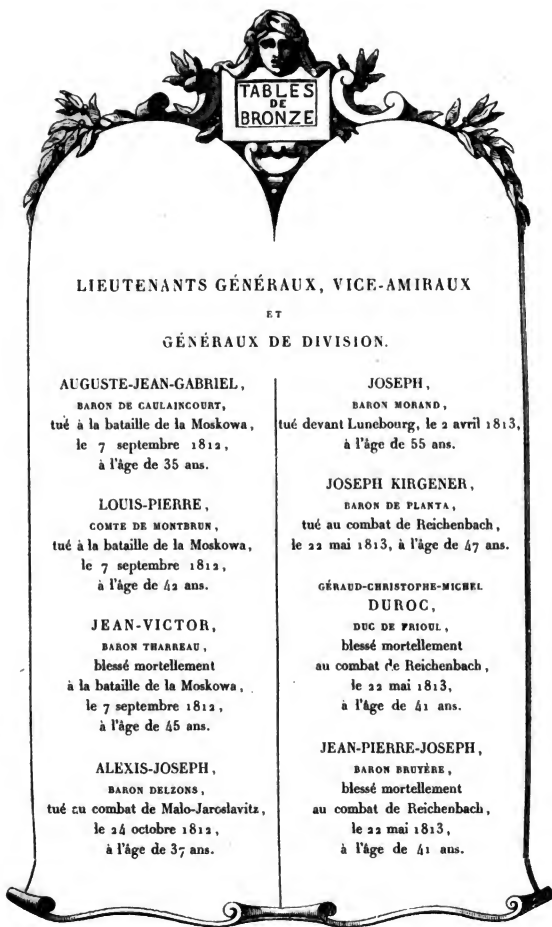 TABLES
DE
BRONZE
LIEUTENANTS GÉNÉRAUX, VICE-AMIRAUX
ET
GÉNÉRAUX DE DIVISION.
AUGUSTE-JEAN-GABRIEL,
BARON DE CAULAINCOURT,
tué à la bataille de la Moskowa,
le 7 septembre 1812,
à l'âge de 35 ans.
LOUIS-PIERRE,
COMTE DE MONTBRUN,
tué à la bataille de la Moskowa,
le 7 septembre 1812,
à l'âge de 42 ans.
JEAN-VICTOR,
BARON THARREAU,
blessé mortellement
à la bataille de la Moskowa,
le 7 septembre 1812,
à l'âge de 45 ans.
ALEXIS-JOSEPH,
BARON DELZONS,
tué au combat de Malo-Jaroslavitz,
le 24 octobre 1812,
à l'âge de 37 ans.
JOSEPH,
BARON MORAND,
tué devant Lunebourg, le 2 avril 1813,
à l'âge de 55 ans.
JOSEPH KIRGENER,
BARON DE PLANTA,
tué au combat de Reichenbach,
le 22 mai 1813, à l'âge de 47 ans.
GÉRAUD-CHRISTOPHE-MICHEL
DUROC,
DUC DE FRIOUL,
blessé mortellement
au combat de Reichenbach,
le 22 mai 1813,
à l'âge de 41 ans.
JEAN-PIERRE-JOSEPH,
BARON BRUYÈRE,
blessé mortellement
au combat de Reichenbach,
le 22 mai 1813,
à l'âge de 41 ans.